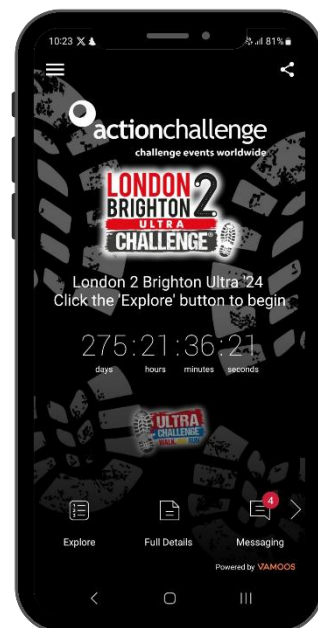 10:23
81%
actionchallenge
challenge events worldwide
LONDON
BRIGHTON 2
ULTRA
CHALLENGE
London 2 Brighton Ultra '24
Click the 'Explore' button to begin
275:21:36:21
days hours minutes seconds
ULTRA
CHALLENGE
4
Explore Full Details Messaging
Powered by VAMOOS